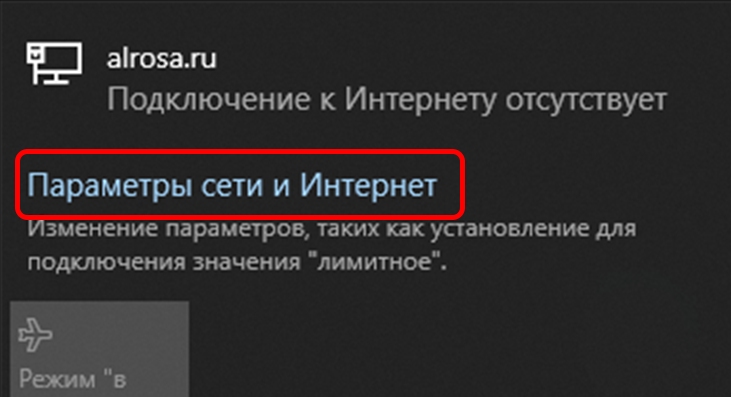 alrosa.ru
Подключение к Интернету отсутствует
Параметры сети и Интернет
Изменение параметров, таких как установление для
подключения значения "лимитное".
Режим "в